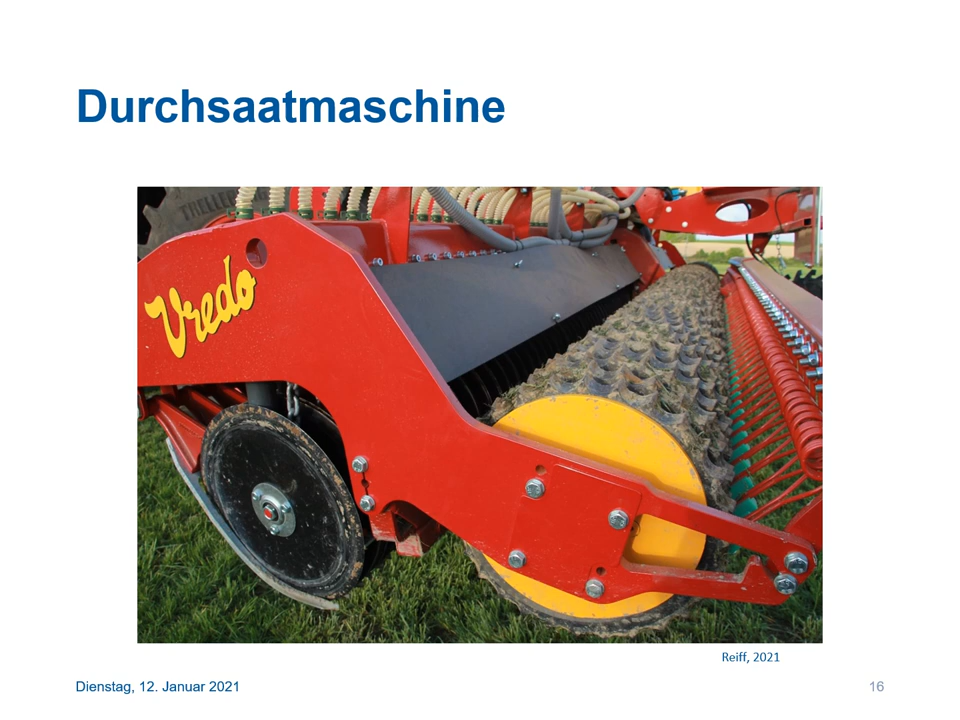 Durchsaatmaschine
Vredo
Reiff, 2021
Dienstag, 12. Januar 2021
16